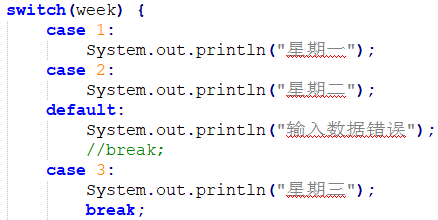 switch(week) {
case 1:
System.out.println("星期一");
case 2:
System.out.println("星期二");
default:
System.out.println("输入数据错误");
//break;
case 3:
System.out.println("星期三");
break;